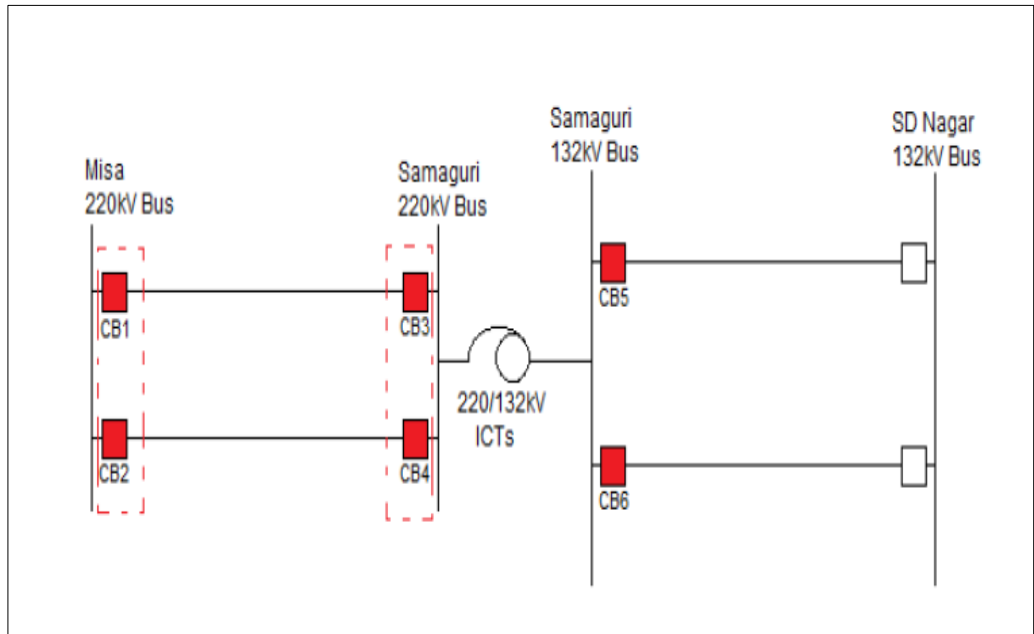 Misa
220kV Bus
Samaguri
220kV Bus
Samaguri
132kV Bus
SD Nagar
132kV Bus
CB1
CB3
CB5
220/132kV
ICTs
CB2
CB4
CB6